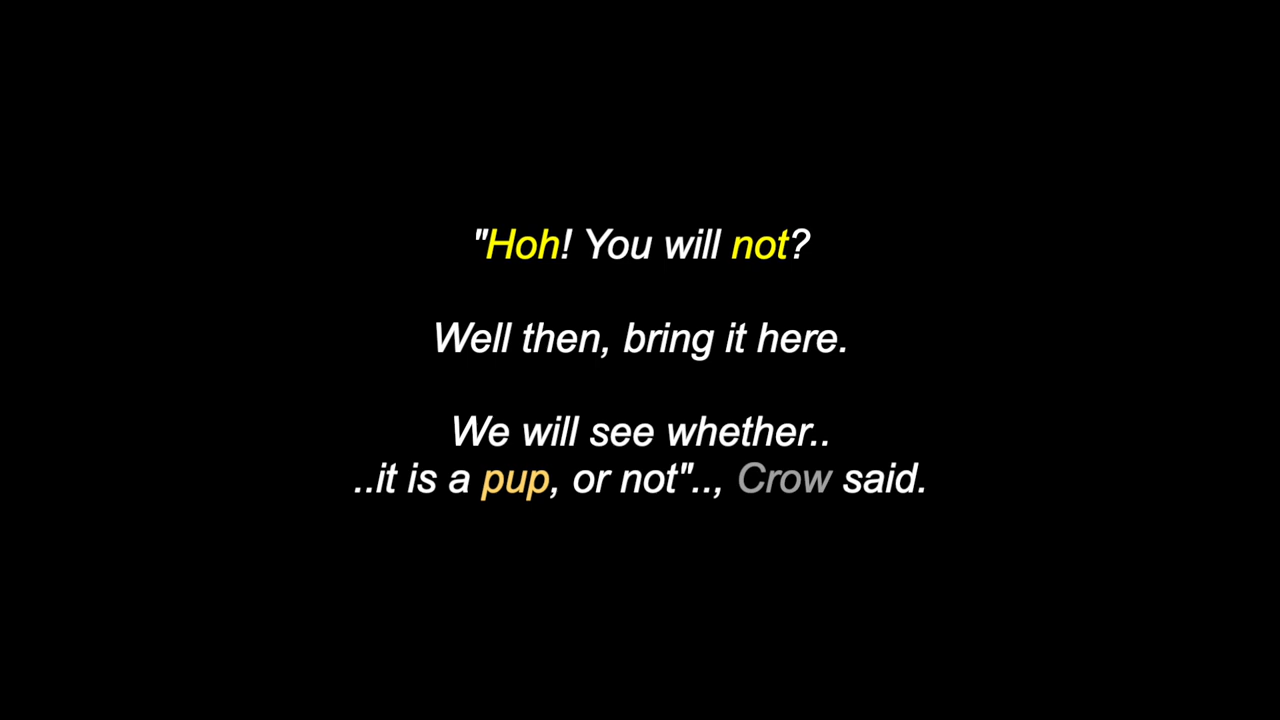 "Hoh! You will not?
Well then, bring it here.
We will see whether..
..it is a pup, or not".., Crow said.